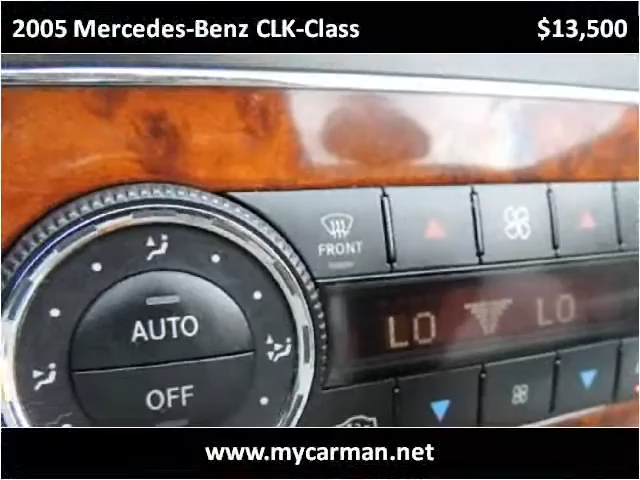 2005 Mercedes-Benz CLK-Class $13,500
FRONT
LO LO
AUTO
OFF
www.mycarman.net